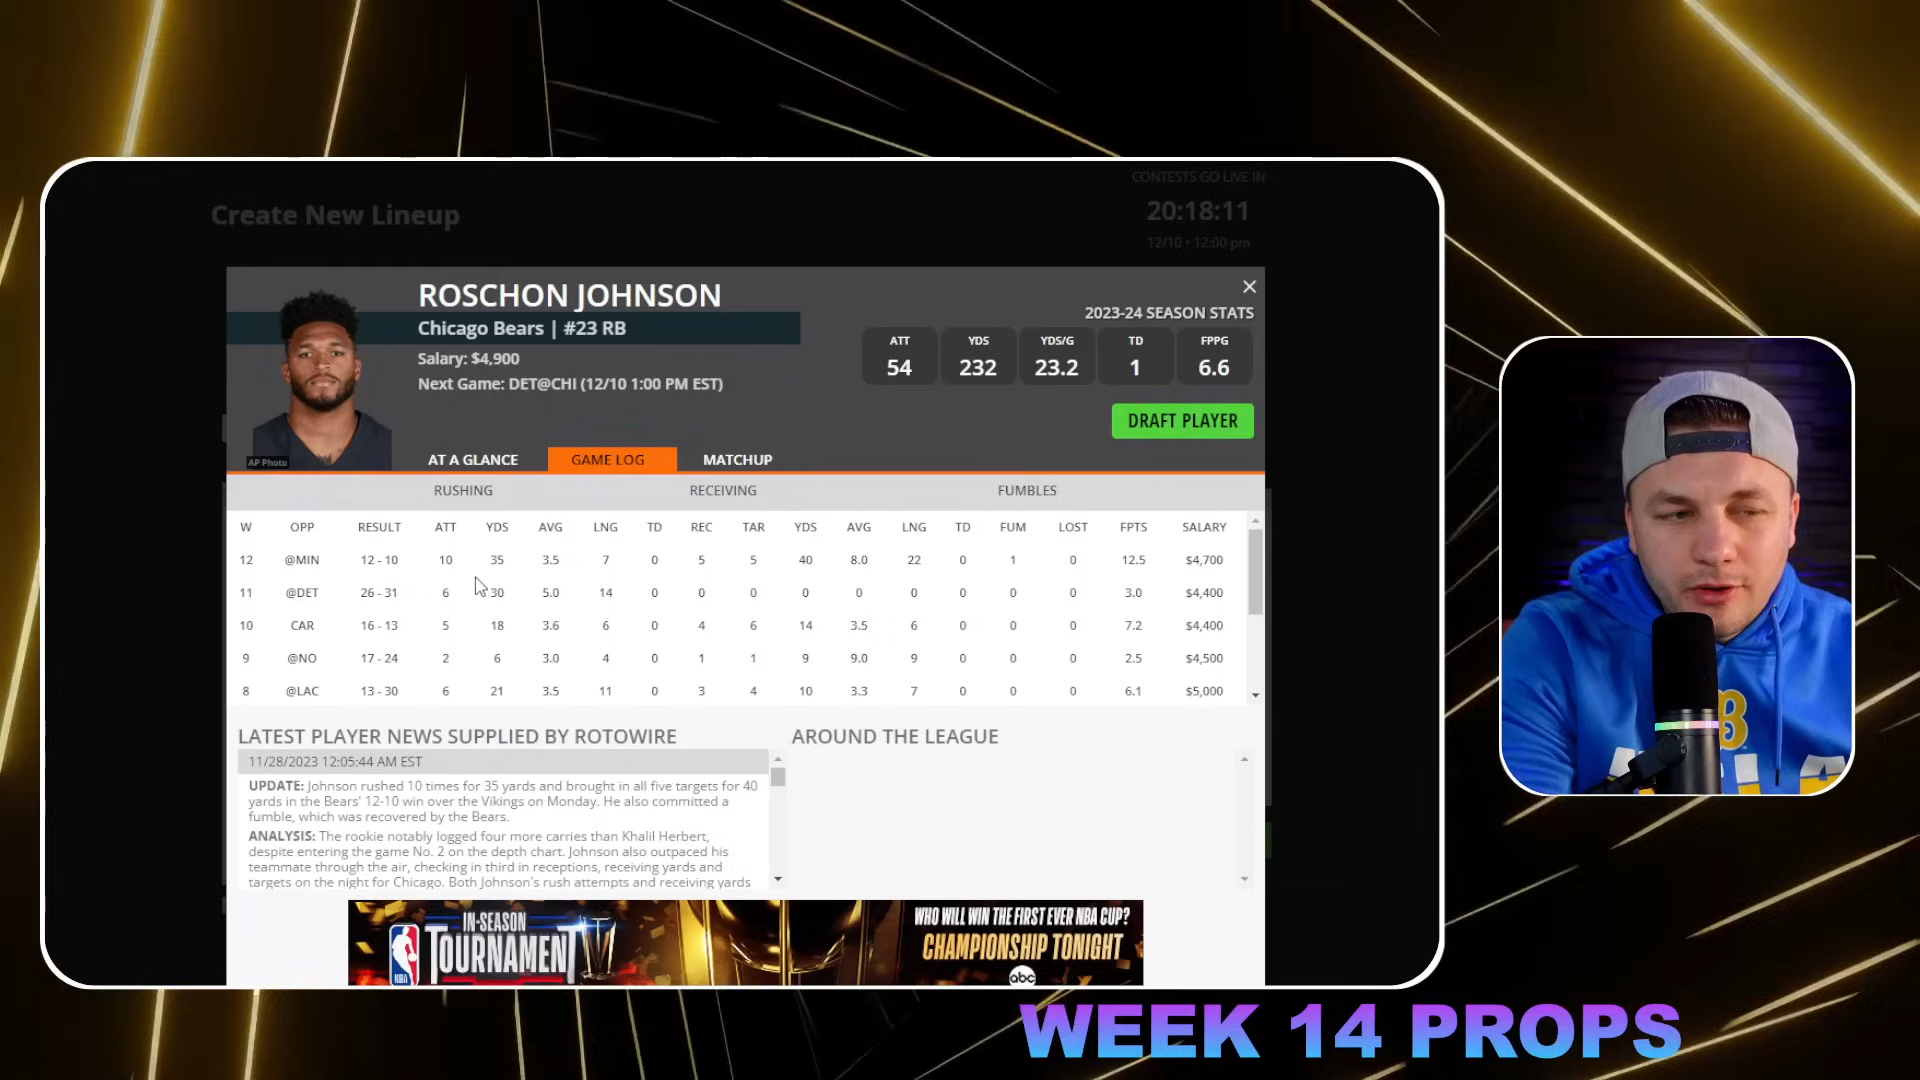 CONTESTS GO LIVE IN
Create New Lineup
20:18:11
12/10 • 12:00 pm
ROSCHON JOHNSON
Chicago Bears | #23 RB
Salary: $4,900
Next Game: DET@CHI (12/10 1:00 PM EST)
2023-24 SEASON STATS
ATT YDS YDS/G TD FPPG
54 232 23.2 1 6.6
DRAFT PLAYER
AP Photo
AT A GLANCE GAME LOG MATCHUP
RUSHING RECEIVING FUMBLES
W OPP RESULT ATT YDS AVG LNG TD REC TAR YDS AVG LNG TD FUM LOST FPTS SALARY
12 @MIN 12 - 10 10 35 3.5 7 0 5 5 40 8.0 22 0 1 0 12.5 $4,700
11 @DET 26 - 31 6 30 5.0 14 0 0 0 0 0 0 0 0 0 3.0 $4,400
10 CAR 16 - 13 5 18 3.6 6 0 4 6 14 3.5 6 0 0 0 7.2 $4,400
9 @NO 17 - 24 2 6 3.0 4 0 1 1 9 9.0 9 0 0 0 2.5 $4,500
8 @LAC 13 - 30 6 21 3.5 11 0 3 4 10 3.3 7 0 0 0 6.1 $5,000
LATEST PLAYER NEWS SUPPLIED BY ROTOWIRE
AROUND THE LEAGUE
11/28/2023 12:05:44 AM EST
UPDATE: Johnson rushed 10 times for 35 yards and brought in all five targets for 40
yards in the Bears' 12-10 win over the Vikings on Monday. He also committed a
fumble, which was recovered by the Bears.
ANALYSIS: The rookie notably logged four more carries than Khalil Herbert,
despite entering the game No. 2 on the depth chart. Johnson also outpaced his
teammate through the air, checking in third in receptions, receiving yards and
targets on the night for Chicago. Both Johnson's rush attempts and receiving yards
NBA
IN-SEASON
TOURNAMENT
WHO WILL WIN THE FIRST EVER NBA CUP?
CHAMPIONSHIP TONIGHT
abc
WEEK 14 PROPS